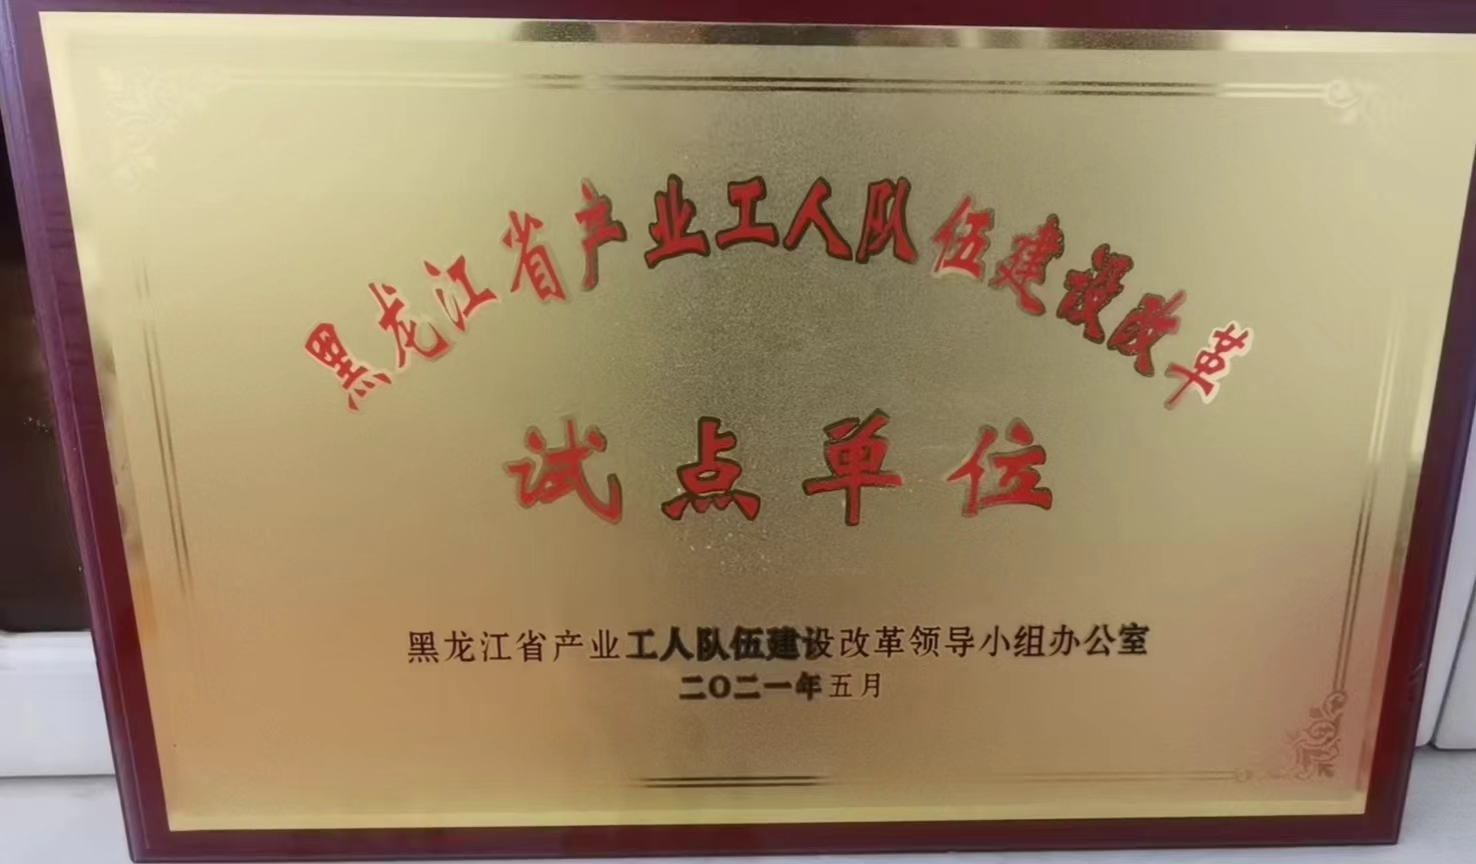 黑龙江省产业工人队伍建设改革
试点单位
黑龙江省产业工人队伍建设改革领导小组办公室
二〇二一年五月